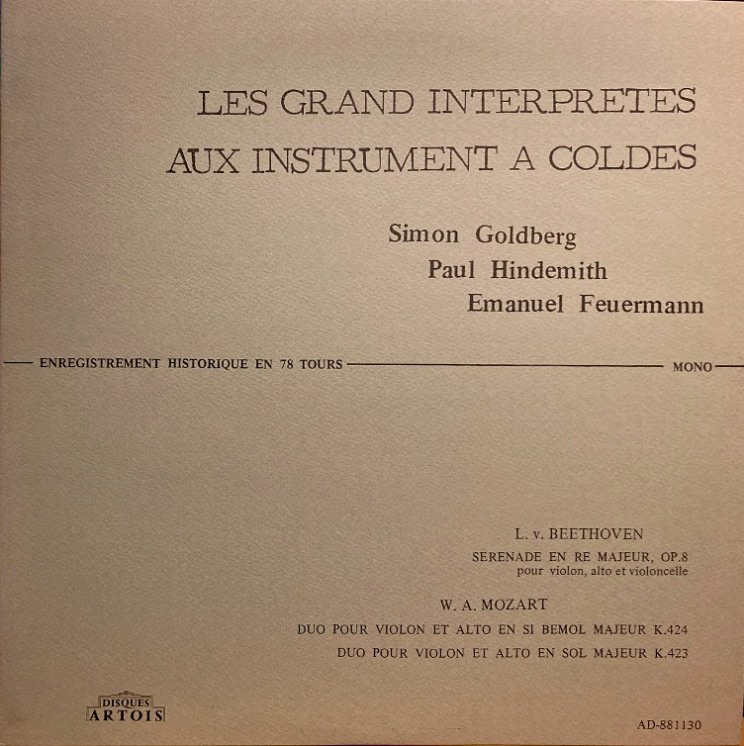 LES GRAND INTERPRETES
AUX INSTRUMENT A COLDES
Simon Goldberg
Paul Hindemith
Emanuel Feuermann
ENREGISTREMENT HISTORIQUE EN 78 TOURS
MONO
L. v. BEETHOVEN
SERENADE EN RE MAJEUR, OP.8
pour violon, alto et violoncelle
W. A. MOZART
DUO POUR VIOLON ET ALTO EN SI BEMOL MAJEUR K.424
DUO POUR VIOLON ET ALTO EN SOL MAJEUR K.423
DISQUES
ARTOIS
AD-881130